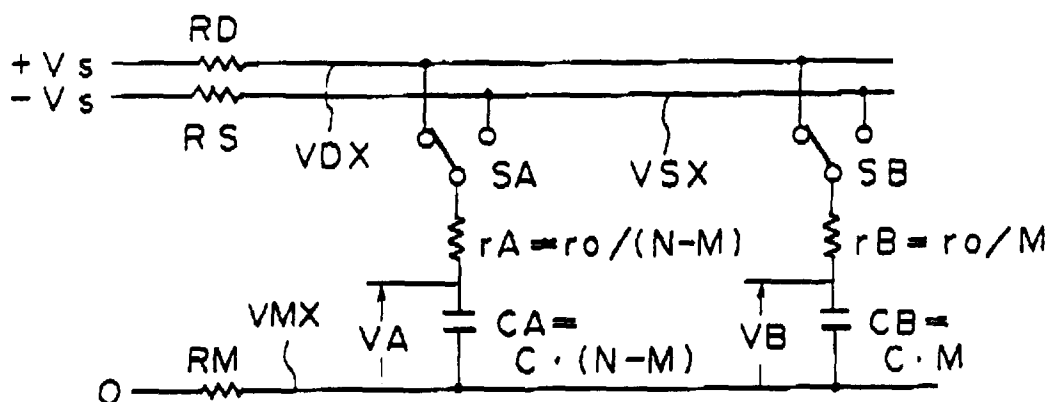 RD
+Vs
-Vs
RS
VDX
SA
VSX
SB
rA=ro/(N-M)
rB=ro/M
VMX
VA
CA=
C·(N-M)
VB
CB=
C·M
RM
O